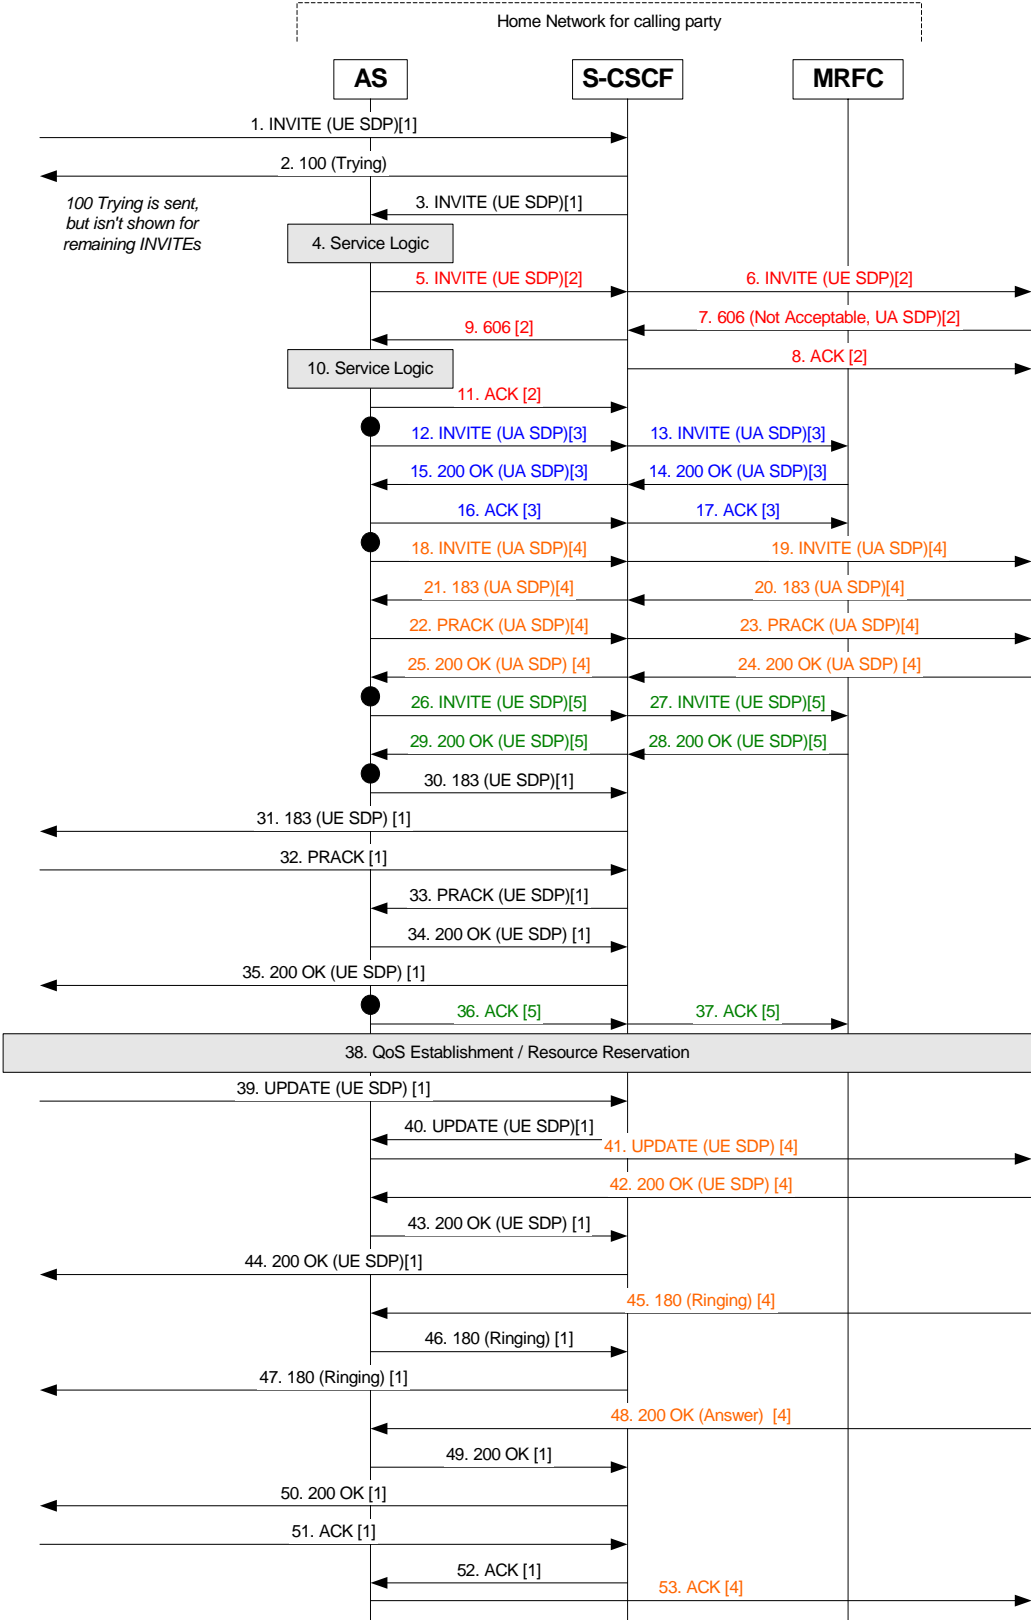 Home Network for calling party
AS
S-CSCF
MRFC
1. INVITE (UE SDP)[1]
2. 100 (Trying)
100 Trying is sent,
but isn't shown for
remaining INVITEs
3. INVITE (UE SDP)[1]
4. Service Logic
5. INVITE (UE SDP)[2]
6. INVITE (UE SDP)[2]
7. 606 (Not Acceptable, UA SDP)[2]
9. 606 [2]
8. ACK [2]
10. Service Logic
11. ACK [2]
12. INVITE (UA SDP)[3]
13. INVITE (UA SDP)[3]
15. 200 OK (UA SDP)[3]
14. 200 OK (UA SDP)[3]
16. ACK [3]
17. ACK [3]
18. INVITE (UA SDP)[4]
19. INVITE (UA SDP)[4]
21. 183 (UA SDP)[4]
20. 183 (UA SDP)[4]
22. PRACK (UA SDP)[4]
23. PRACK (UA SDP)[4]
25. 200 OK (UA SDP) [4]
24. 200 OK (UA SDP) [4]
26. INVITE (UE SDP)[5]
27. INVITE (UE SDP)[5]
29. 200 OK (UE SDP)[5]
28. 200 OK (UE SDP)[5]
30. 183 (UE SDP)[1]
31. 183 (UE SDP) [1]
32. PRACK [1]
33. PRACK (UE SDP)[1]
34. 200 OK (UE SDP) [1]
35. 200 OK (UE SDP) [1]
36. ACK [5]
37. ACK [5]
38. QoS Establishment / Resource Reservation
39. UPDATE (UE SDP) [1]
40. UPDATE (UE SDP)[1]
41. UPDATE (UE SDP) [4]
42. 200 OK (UE SDP) [4]
43. 200 OK (UE SDP) [1]
44. 200 OK (UE SDP)[1]
45. 180 (Ringing) [4]
46. 180 (Ringing) [1]
47. 180 (Ringing) [1]
48. 200 OK (Answer) [4]
49. 200 OK [1]
50. 200 OK [1]
51. ACK [1]
52. ACK [1]
53. ACK [4]